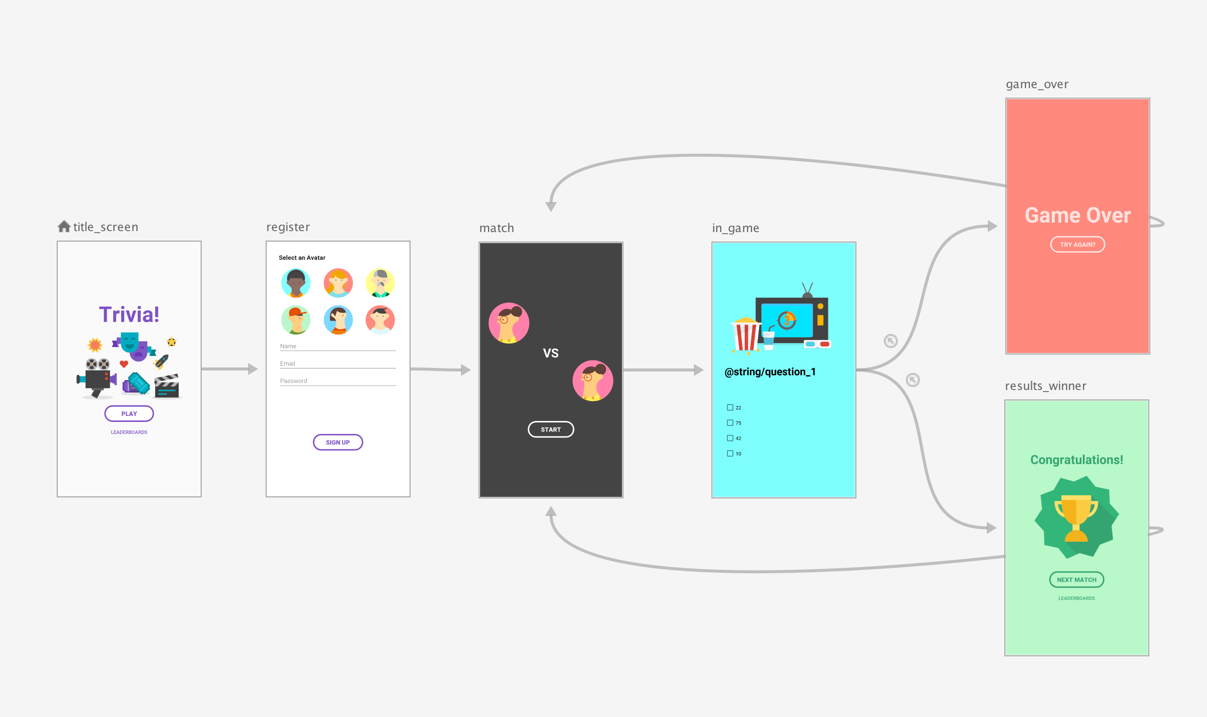 title_screen
Trivia!
PLAY
LEADERBOARDS
register
Select an Avatar
Name
Email
Password
SIGN UP
match
VS
START
in_game
@string/question_1
22
75
42
10
game_over
Game Over
TRY AGAIN?
results_winner
Congratulations!
NEXT MATCH
LEADERBOARDS